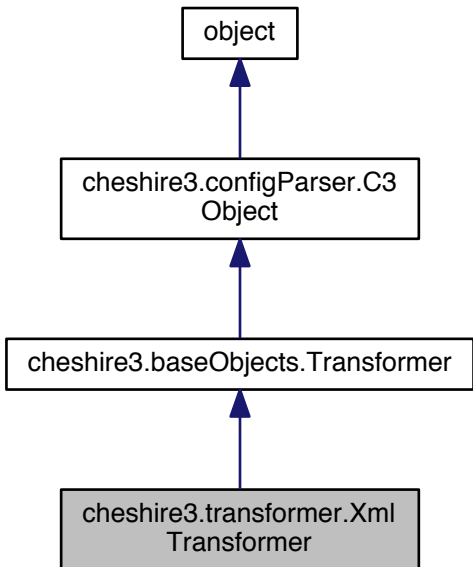 object
cheshire3.configParser.C3
Object
cheshire3.baseObjects.Transformer
cheshire3.transformer.Xml
Transformer